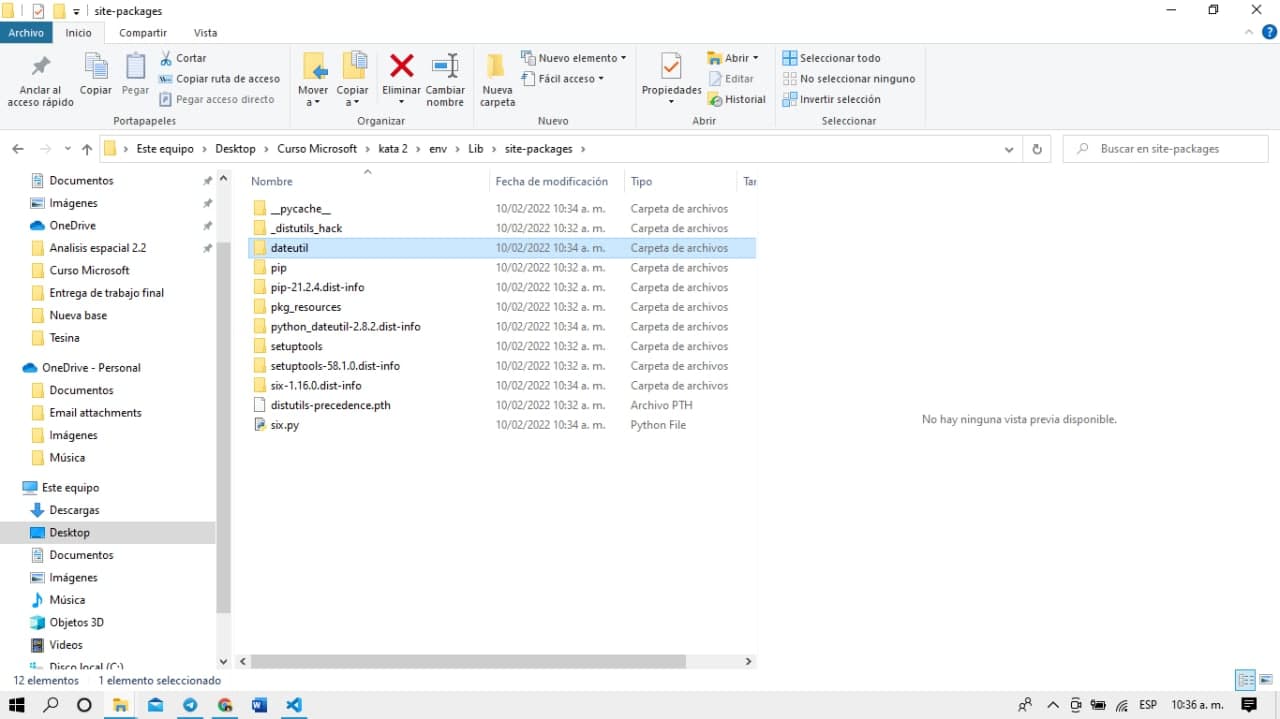 site-packages
Archivo Inicio Compartir Vista
Anclar al acceso rápido
Copiar
Pegar
Cortar
Copiar ruta de acceso
Pegar acceso directo
Portapapeles
Mover a
Copiar a
Eliminar
Cambiar nombre
Organizar
Nueva carpeta
Nuevo elemento
Fácil acceso
Nuevo
Propiedades
Abrir
Editar
Historial
Abrir
Seleccionar todo
No seleccionar ninguno
Invertir selección
Seleccionar
Este equipo Desktop Curso Microsoft kata 2 env Lib site-packages
Buscar en site-packages
Documentos
Imágenes
OneDrive
Analisis espacial 2.2
Curso Microsoft
Entrega de trabajo final
Nueva base
Tesina
OneDrive - Personal
Documentos
Email attachments
Imágenes
Música
Este equipo
Descargas
Desktop
Documentos
Imágenes
Música
Objetos 3D
Videos
Disco local (C:)
Nombre Fecha de modificación Tipo Tar
__pycache__ 10/02/2022 10:34 a. m. Carpeta de archivos
_distutils_hack 10/02/2022 10:32 a. m. Carpeta de archivos
dateutil 10/02/2022 10:34 a. m. Carpeta de archivos
pip 10/02/2022 10:32 a. m. Carpeta de archivos
pip-21.2.4.dist-info 10/02/2022 10:32 a. m. Carpeta de archivos
pkg_resources 10/02/2022 10:32 a. m. Carpeta de archivos
python_dateutil-2.8.2.dist-info 10/02/2022 10:34 a. m. Carpeta de archivos
setuptools 10/02/2022 10:32 a. m. Carpeta de archivos
setuptools-58.1.0.dist-info 10/02/2022 10:32 a. m. Carpeta de archivos
six-1.16.0.dist-info 10/02/2022 10:34 a. m. Carpeta de archivos
distutils-precedence.pth 10/02/2022 10:32 a. m. Archivo PTH
six.py 10/02/2022 10:34 a. m. Python File
No hay ninguna vista previa disponible.
12 elementos 1 elemento seleccionado
ESP 10:36 a. m.